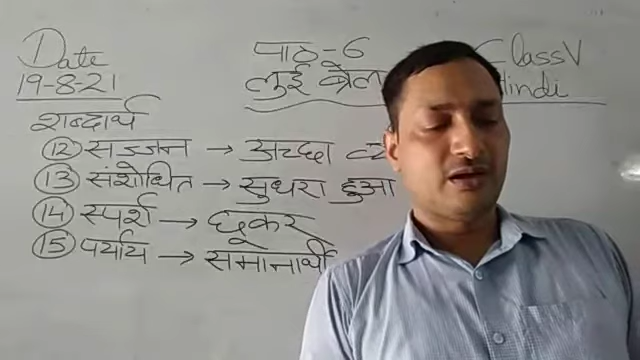 Date
19-8-21
पाठ-6
लुई ब्रेल
Class V
Hindi
शब्दार्थ
(12) सज्जन → अच्छा
(13) संशोधित → सुधरा हुआ
(14) स्पर्श → छूकर
(15) पर्याय → समानार्थी